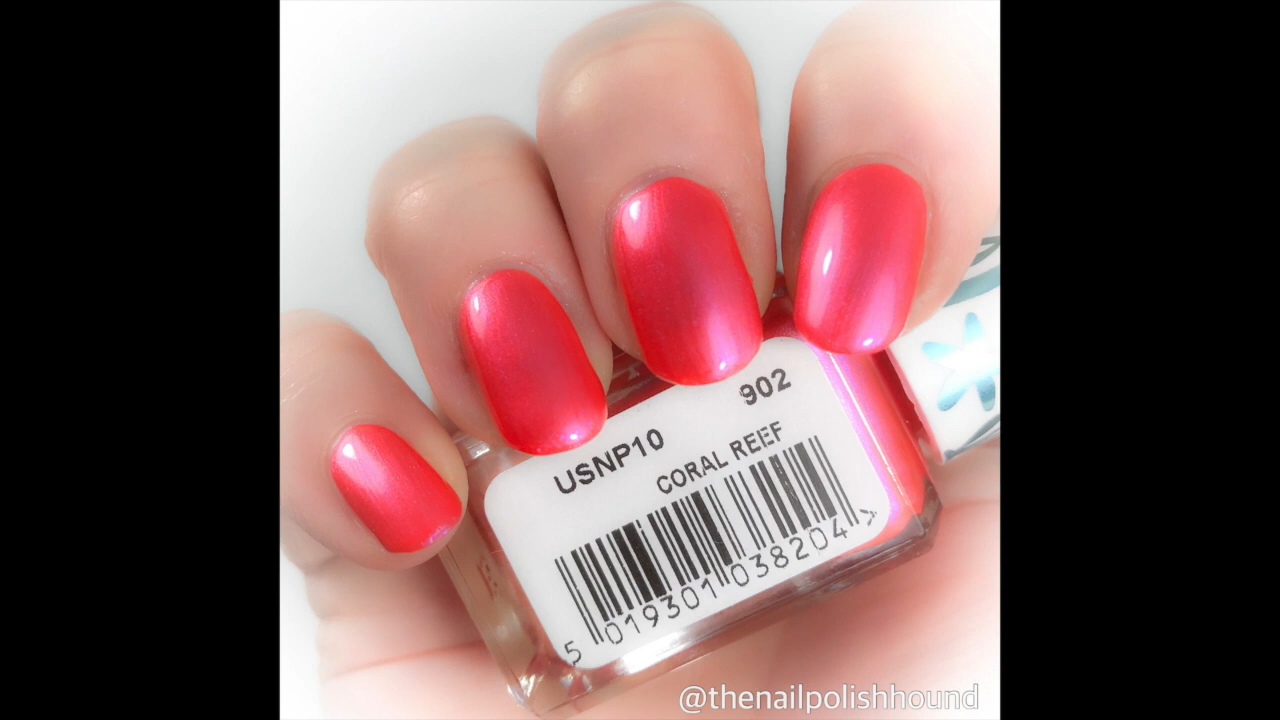 902
USNP10
CORAL REEF
5 019301 038204 >
@thenailpolishhound